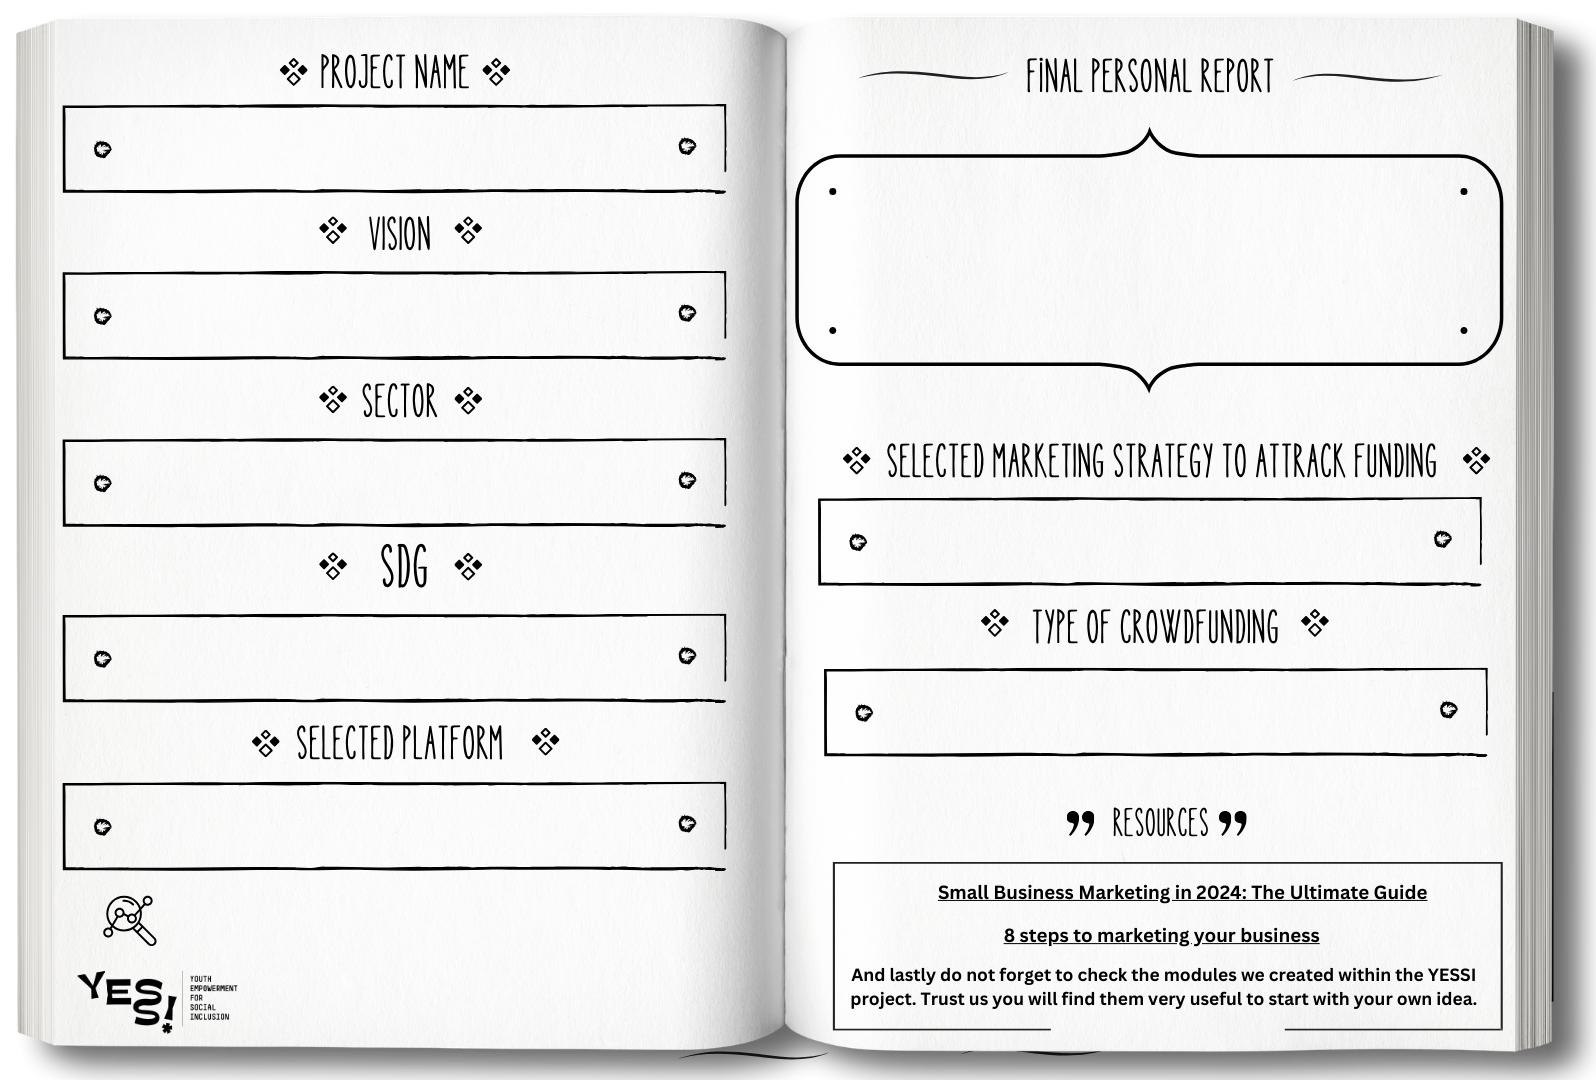 PROJECT NAME
VISION
SECTOR
SDG
SELECTED PLATFORM
YESS!
YOUTH
EMPOWERMENT
FOR
SOCIAL
INCLUSION
FINAL PERSONAL REPORT
SELECTED MARKETING STRATEGY TO ATTRACK FUNDING
TYPE OF CROWDFUNDING
RESOURCES
Small Business Marketing in 2024: The Ultimate Guide
8 steps to marketing your business
And lastly do not forget to check the modules we created within the YESSI
project. Trust us you will find them very useful to start with your own idea.